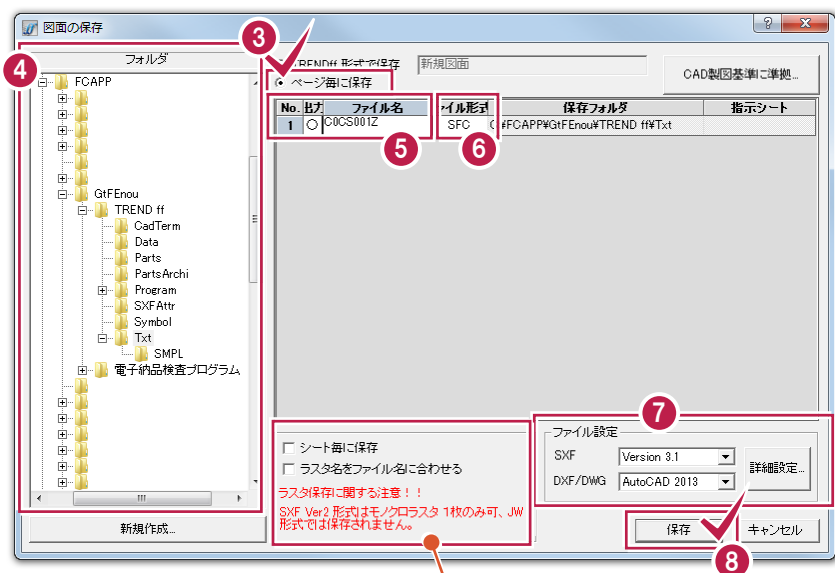 図面の保存
フォルダ
FCAPP
GtFEnou
TREND ff
CadTerm
Data
Parts
PartsArchi
Program
SXFAttr
Symbol
Txt
SMPL
電子納品検査プログラム
新規作成...
③
④
TRENDff 形式で保存 新規図面
ページ毎に保存
CAD製図基準に準拠...
No. 出力 ファイル名 ァイル形式 保存フォルダ 指示シート
1 ○ C0CS001Z SFC ¥FCAPP¥GtFEnou¥TREND ff¥Txt
⑤
⑥
シート毎に保存
ラスタ名をファイル名に合わせる
ラスタ保存に関する注意！！
SXF Ver2 形式はモノクロラスタ 1枚のみ可、JW
形式では保存されません。
⑦
ファイル設定
SXF Version 3.1
DXF/DWG AutoCAD 2013
詳細設定...
保存 キャンセル
⑧